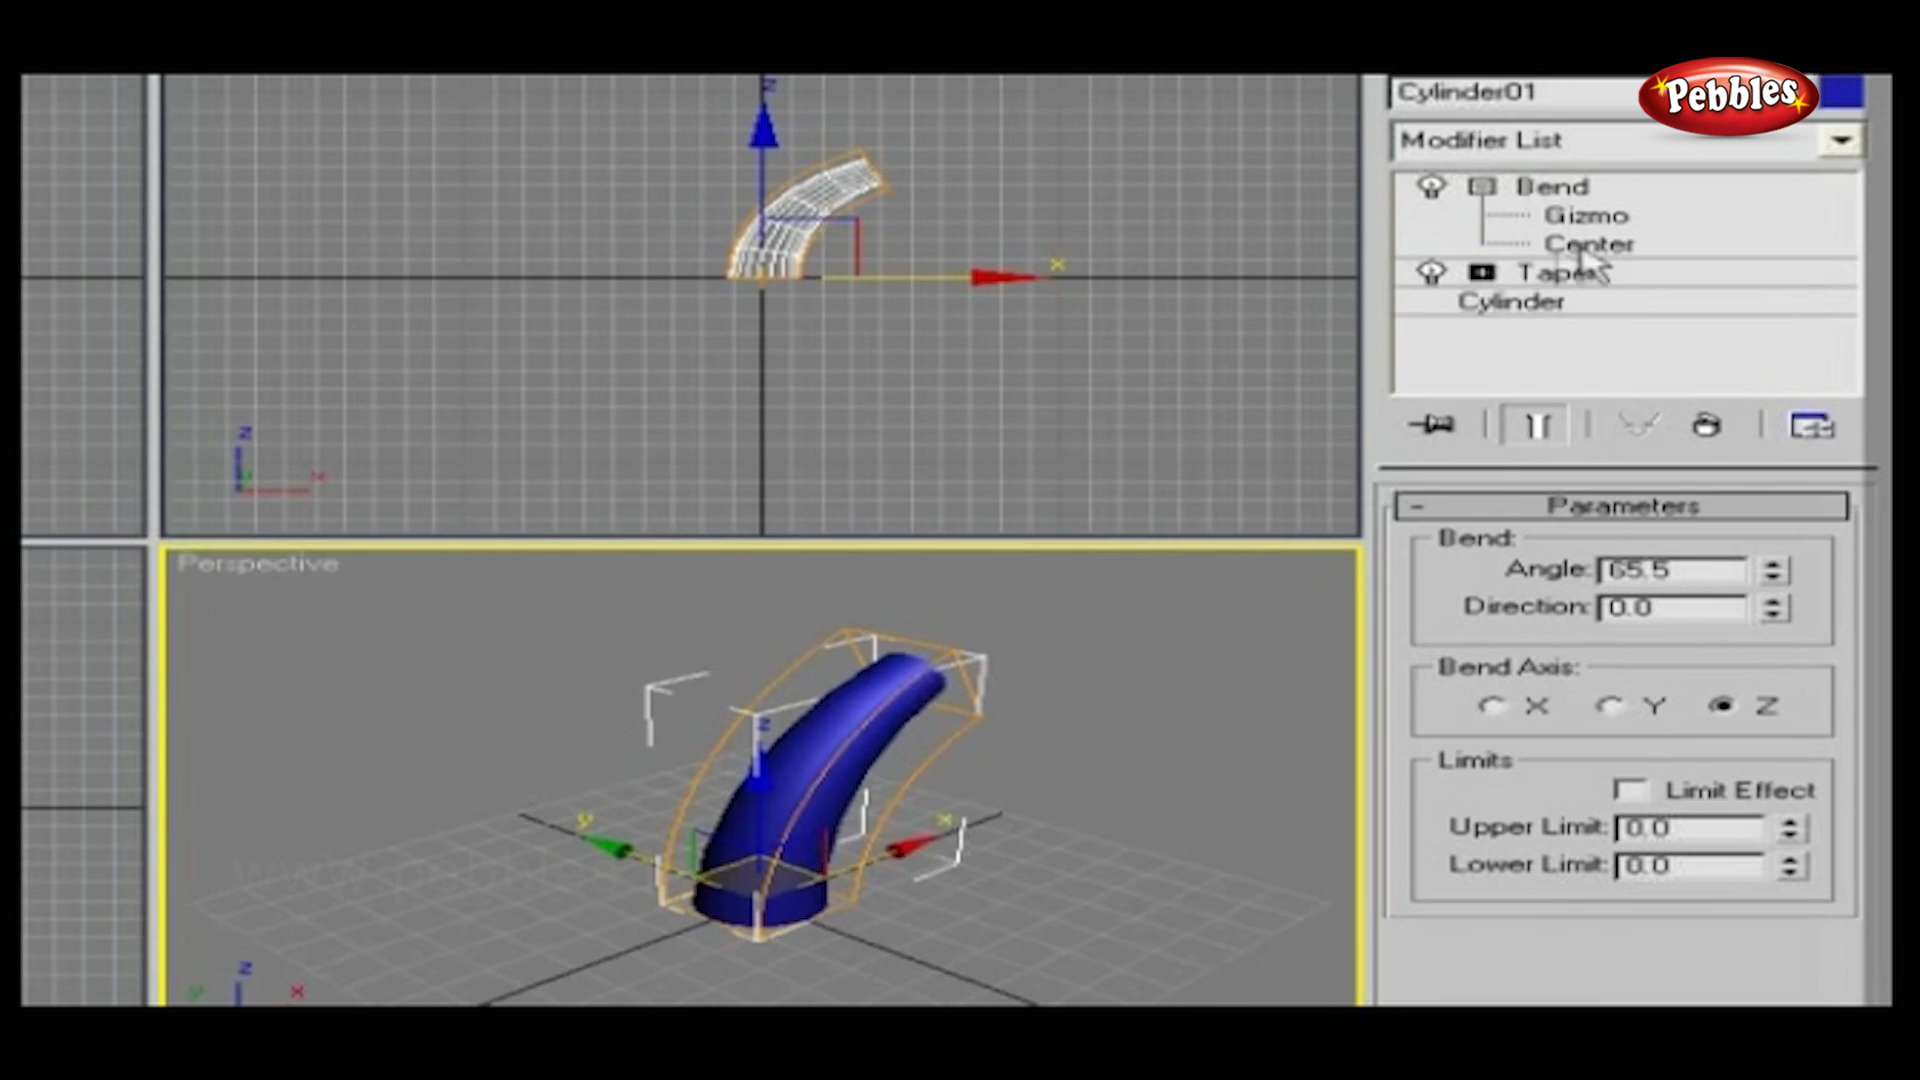 Cylinder01
Pebbles
Modifier List
Bend
Gizmo
Center
Taper
Cylinder
z
x
z
x
Parameters
Bend:
Angle: 65.5
Direction: 0.0
Bend Axis:
X Y Z
Limits
Limit Effect
Upper Limit: 0.0
Lower Limit: 0.0
Perspective
z
y
x
z
y
x